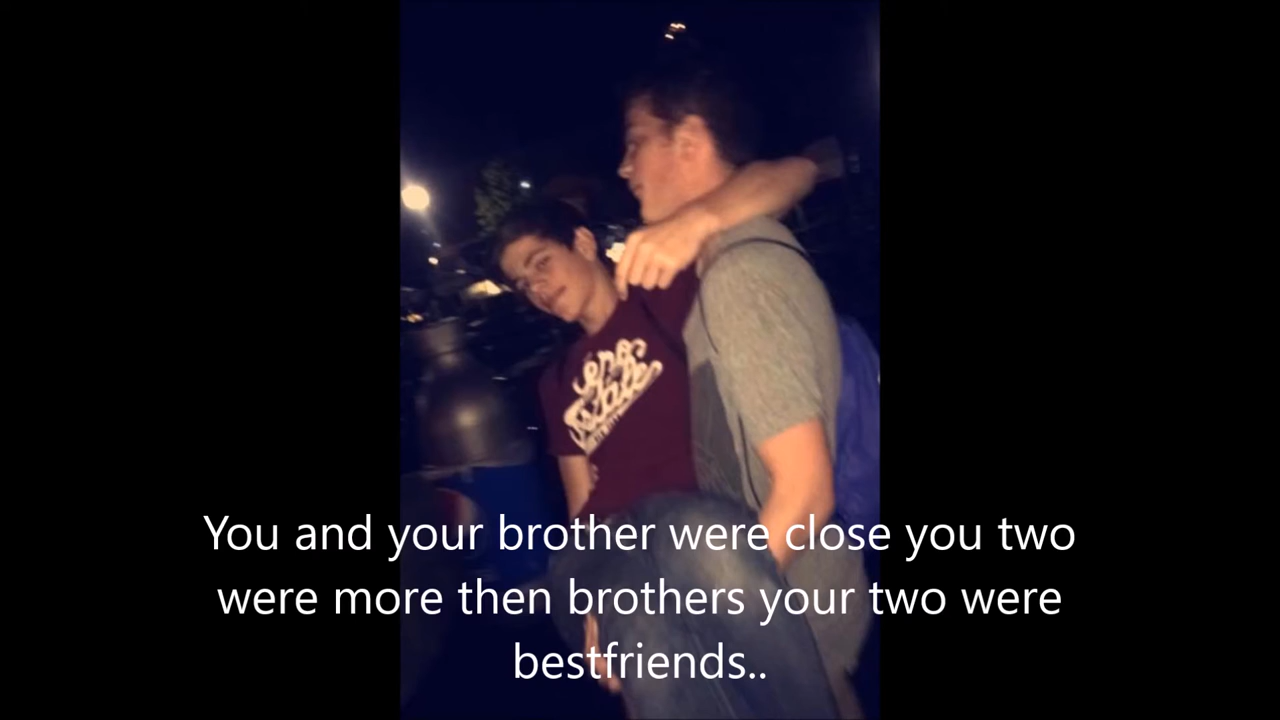 You and your brother were close you two
were more then brothers your two were
bestfriends..